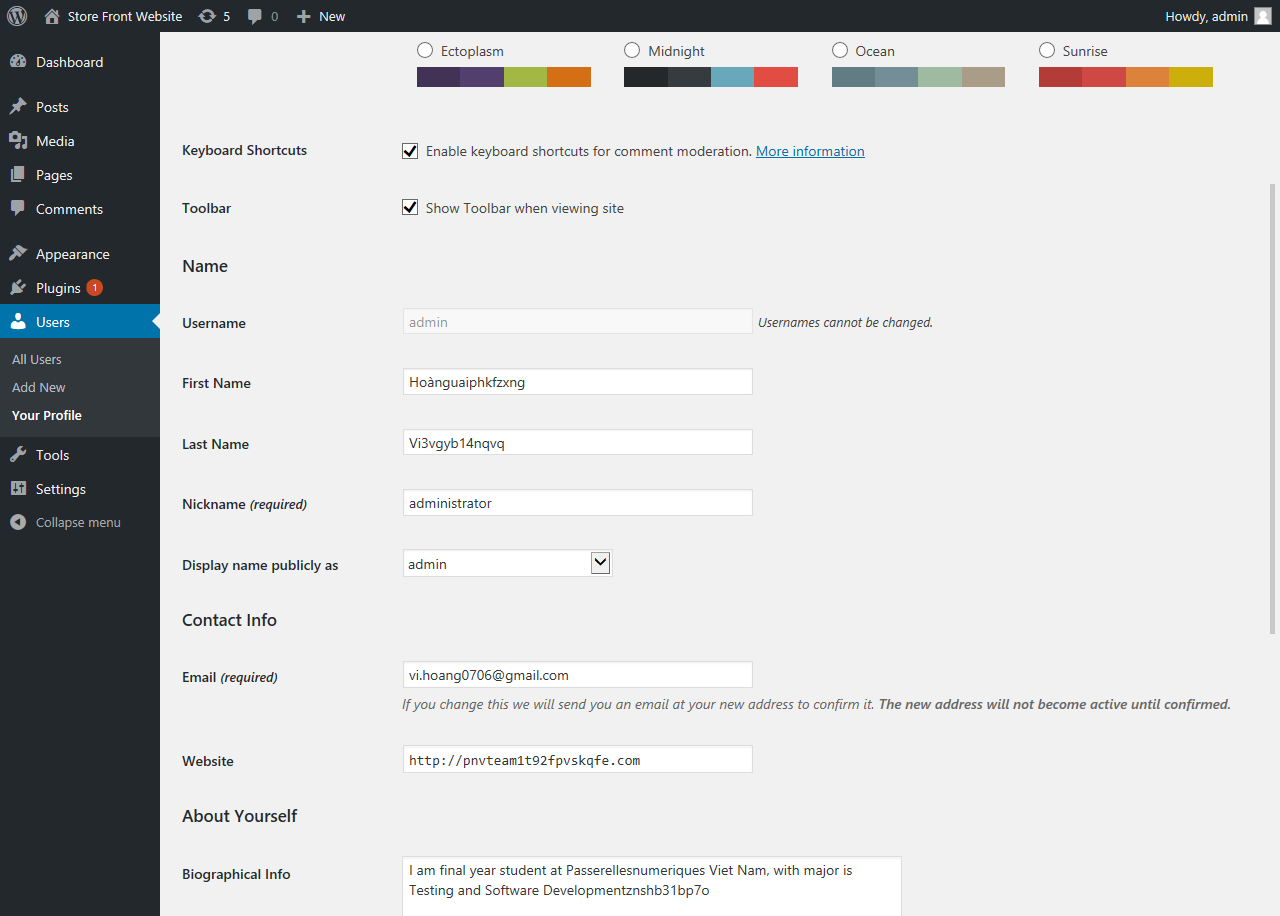 Store Front Website 5 0 New Howdy, admin
Dashboard
Posts
Media
Pages
Comments
Appearance
Plugins 1
Users
All Users
Add New
Your Profile
Tools
Settings
Collapse menu
Ectoplasm Midnight Ocean Sunrise
Keyboard Shortcuts Enable keyboard shortcuts for comment moderation. More information
Toolbar Show Toolbar when viewing site
Name
Username admin Usernames cannot be changed.
First Name Hoànguaiphkfzxng
Last Name Vi3vgyb14nqvq
Nickname (required) administrator
Display name publicly as admin
Contact Info
Email (required) vi.hoang0706@gmail.com
If you change this we will send you an email at your new address to confirm it. The new address will not become active until confirmed.
Website http://pnvteam1t92fpvskqfe.com
About Yourself
Biographical Info I am final year student at Passerellesnumeriques Viet Nam, with major is
Testing and Software Developmentznshb31bp7o